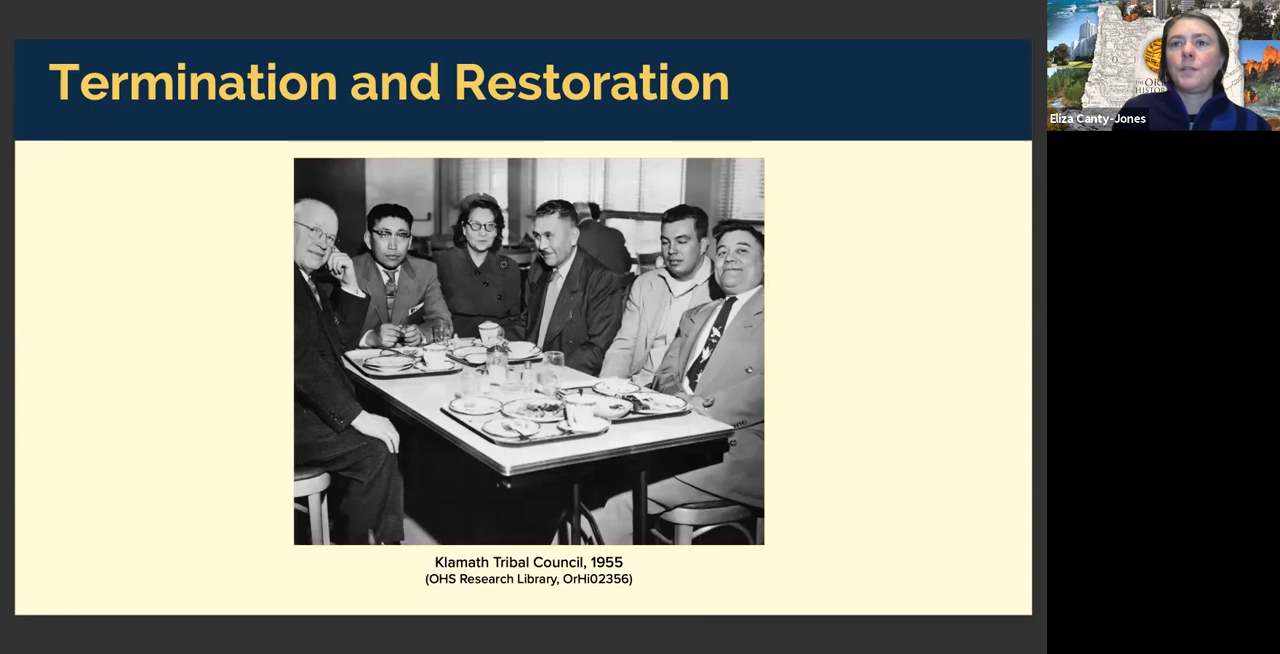 Termination and Restoration
Klamath Tribal Council, 1955
(OHS Research Library, OrHi02356)
Eliza Canty-Jones